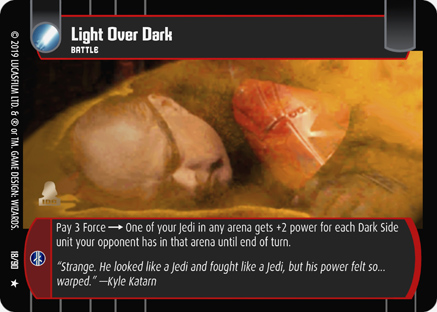 Light Over Dark
BATTLE
Pay 3 Force → One of your Jedi in any arena gets +2 power for each Dark Side
unit your opponent has in that arena until end of turn.
"Strange. He looked like a Jedi and fought like a Jedi, but his power felt so...
warped." —Kyle Katarn
© 2019 LUCASFILM LTD. & ® or TM. GAME DESIGN: WIZARDS.
18/90